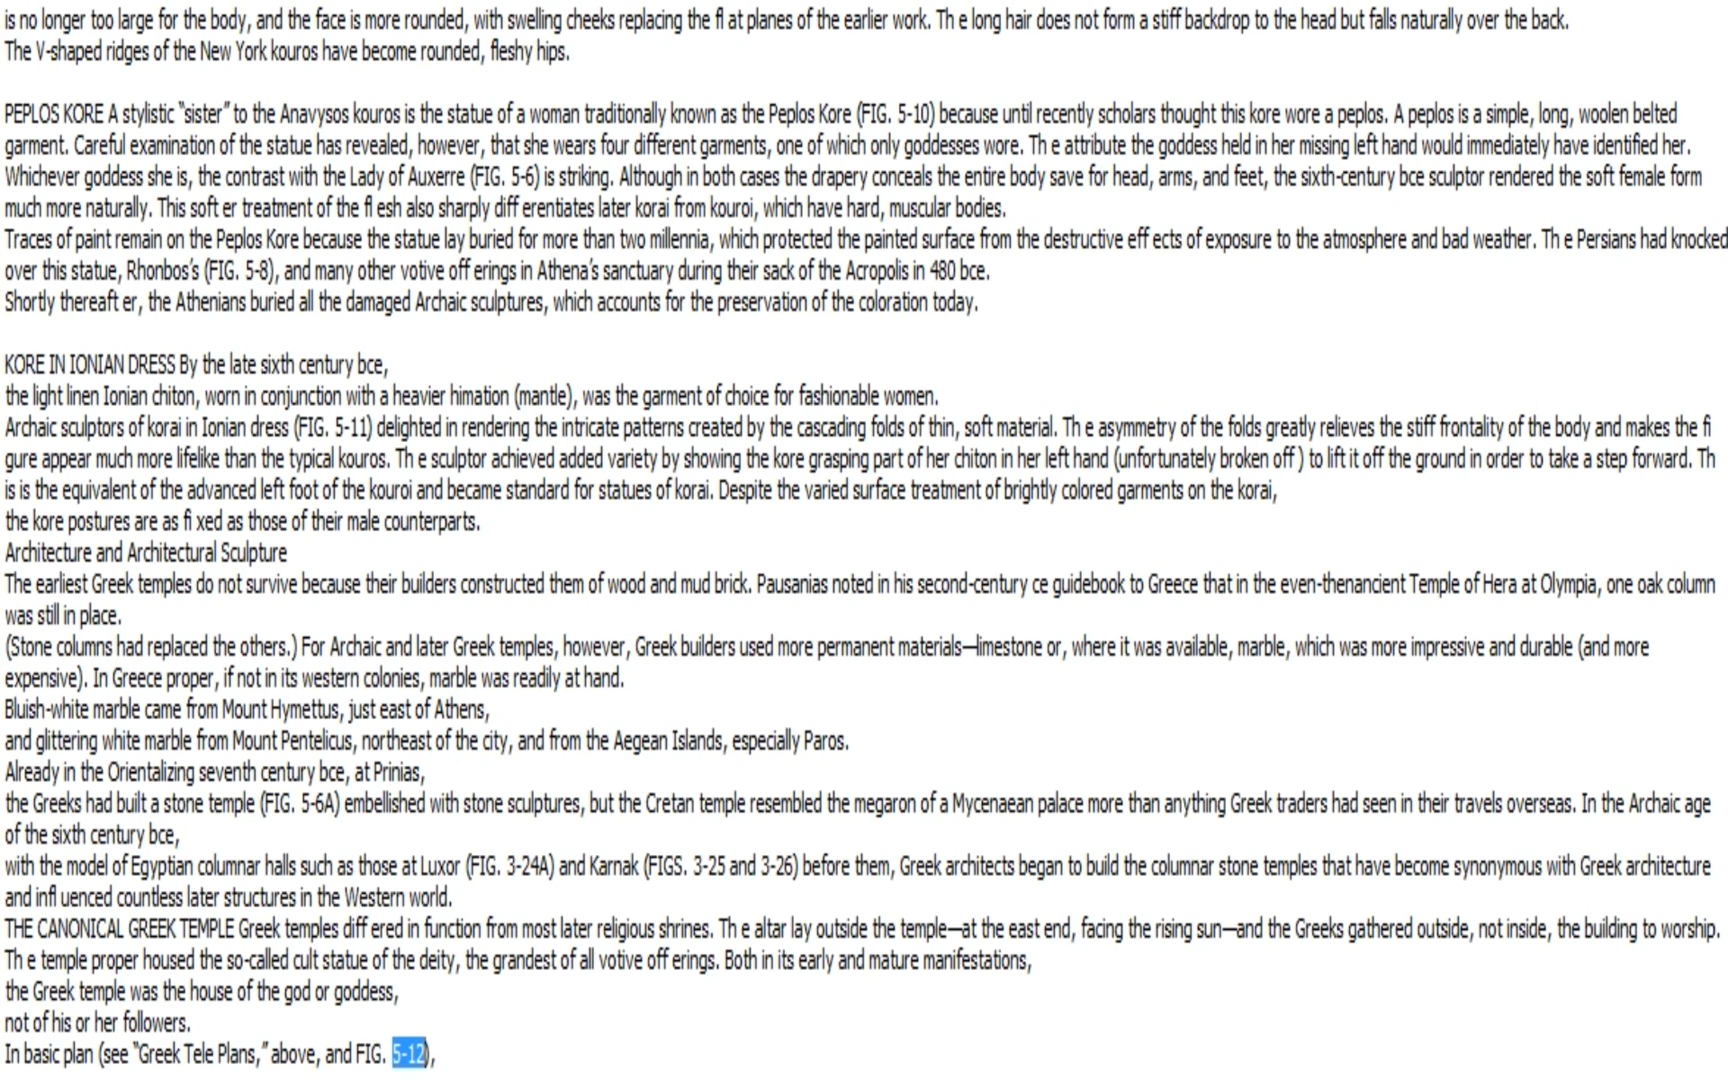 is no longer too large for the body, and the face is more rounded, with swelling cheeks replacing the fl at planes of the earlier work. Th e long hair does not form a stiff backdrop to the head but falls naturally over the back.
The V-shaped ridges of the New York kouros have become rounded, fleshy hips.
PEPLOS KORE A stylistic “sister” to the Anavysos kouros is the statue of a woman traditionally known as the Peplos Kore (FIG. 5-10) because until recently scholars thought this kore wore a peplos. A peplos is a simple, long, woolen belted
garment. Careful examination of the statue has revealed, however, that she wears four different garments, one of which only goddesses wore. Th e attribute the goddess held in her missing left hand would immediately have identified her.
Whichever goddess she is, the contrast with the Lady of Auxerre (FIG. 5-6) is striking. Although in both cases the drapery conceals the entire body save for head, arms, and feet, the sixth-century bce sculptor rendered the soft female form
much more naturally. This soft er treatment of the fl esh also sharply diff erentiates later korai from kouroi, which have hard, muscular bodies.
Traces of paint remain on the Peplos Kore because the statue lay buried for more than two millennia, which protected the painted surface from the destructive eff ects of exposure to the atmosphere and bad weather. Th e Persians had knocked
over this statue, Rhonbos’s (FIG. 5-8), and many other votive off erings in Athena’s sanctuary during their sack of the Acropolis in 480 bce.
Shortly thereaft er, the Athenians buried all the damaged Archaic sculptures, which accounts for the preservation of the coloration today.
KORE IN IONIAN DRESS By the late sixth century bce,
the light linen Ionian chiton, worn in conjunction with a heavier himation (mantle), was the garment of choice for fashionable women.
Archaic sculptors of korai in Ionian dress (FIG. 5-11) delighted in rendering the intricate patterns created by the cascading folds of thin, soft material. Th e asymmetry of the folds greatly relieves the stiff frontality of the body and makes the fi
gure appear much more lifelike than the typical kouros. Th e sculptor achieved added variety by showing the kore grasping part of her chiton in her left hand (unfortunately broken off ) to lift it off the ground in order to take a step forward. Th
is is the equivalent of the advanced left foot of the kouroi and became standard for statues of korai. Despite the varied surface treatment of brightly colored garments on the korai,
the kore postures are as fi xed as those of their male counterparts.
Architecture and Architectural Sculpture
The earliest Greek temples do not survive because their builders constructed them of wood and mud brick. Pausanias noted in his second-century ce guidebook to Greece that in the even-thenancient Temple of Hera at Olympia, one oak column
was still in place.
(Stone columns had replaced the others.) For Archaic and later Greek temples, however, Greek builders used more permanent materials—limestone or, where it was available, marble, which was more impressive and durable (and more
expensive). In Greece proper, if not in its western colonies, marble was readily at hand.
Bluish-white marble came from Mount Hymettus, just east of Athens,
and glittering white marble from Mount Pentelicus, northeast of the city, and from the Aegean Islands, especially Paros.
Already in the Orientalizing seventh century bce, at Prinias,
the Greeks had built a stone temple (FIG. 5-6A) embellished with stone sculptures, but the Cretan temple resembled the megaron of a Mycenaean palace more than anything Greek traders had seen in their travels overseas. In the Archaic age
of the sixth century bce,
with the model of Egyptian columnar halls such as those at Luxor (FIG. 3-24A) and Karnak (FIGS. 3-25 and 3-26) before them, Greek architects began to build the columnar stone temples that have become synonymous with Greek architecture
and infl uenced countless later structures in the Western world.
THE CANONICAL GREEK TEMPLE Greek temples diff ered in function from most later religious shrines. Th e altar lay outside the temple—at the east end, facing the rising sun—and the Greeks gathered outside, not inside, the building to worship.
Th e temple proper housed the so-called cult statue of the deity, the grandest of all votive off erings. Both in its early and mature manifestations,
the Greek temple was the house of the god or goddess,
not of his or her followers.
In basic plan (see “Greek Tele Plans,” above, and FIG. 5-12),